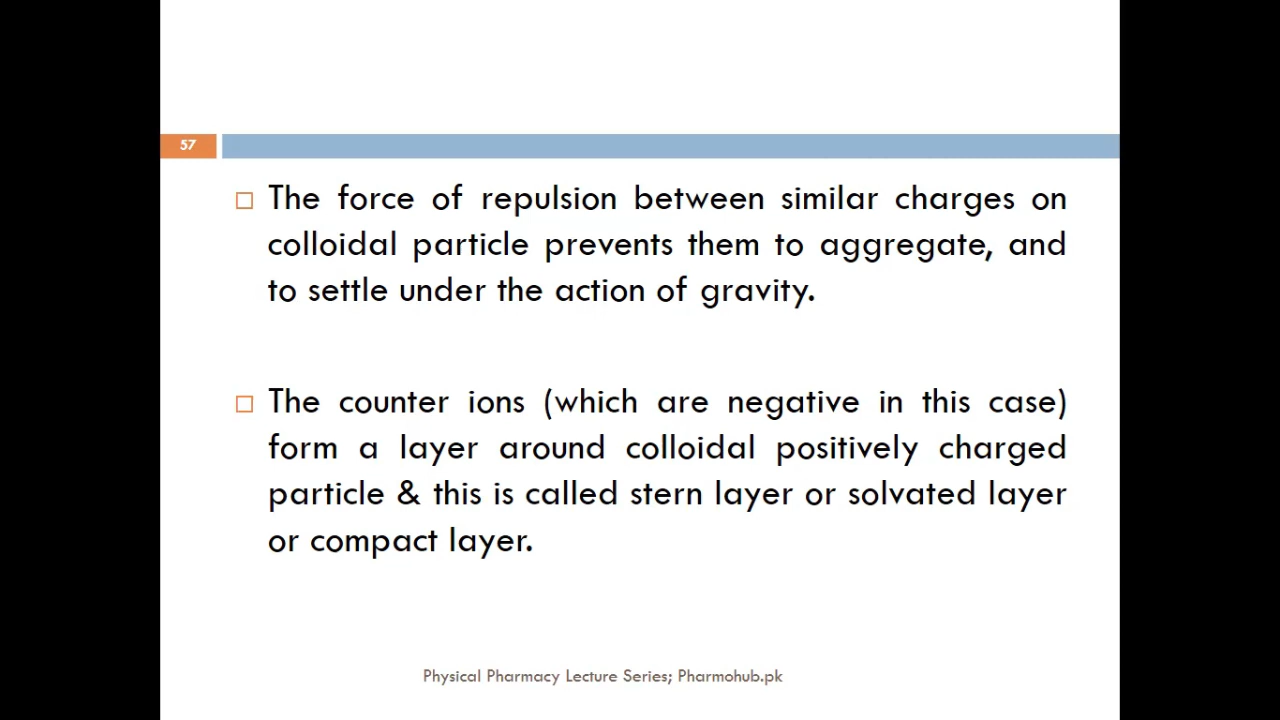 57
The force of repulsion between similar charges on
colloidal particle prevents them to aggregate, and
to settle under the action of gravity.
The counter ions (which are negative in this case)
form a layer around colloidal positively charged
particle & this is called stern layer or solvated layer
or compact layer.
Physical Pharmacy Lecture Series; Pharmohub.pk